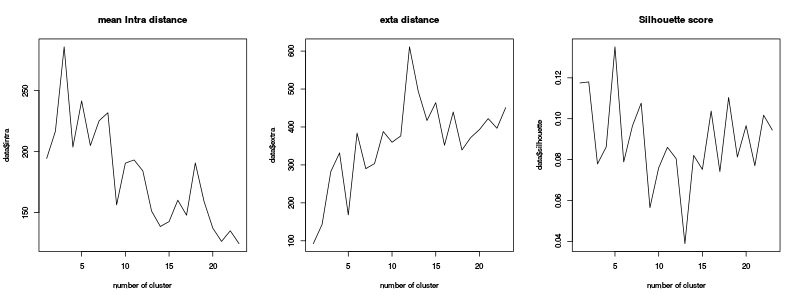 mean Intra distance
data$intra
250
200
150
5 10 15 20
number of cluster
exta distance
data$extra
600
500
400
300
200
100
5 10 15 20
number of cluster
Silhouette score
data$silhouette
0.12
0.10
0.08
0.06
0.04
5 10 15 20
number of cluster